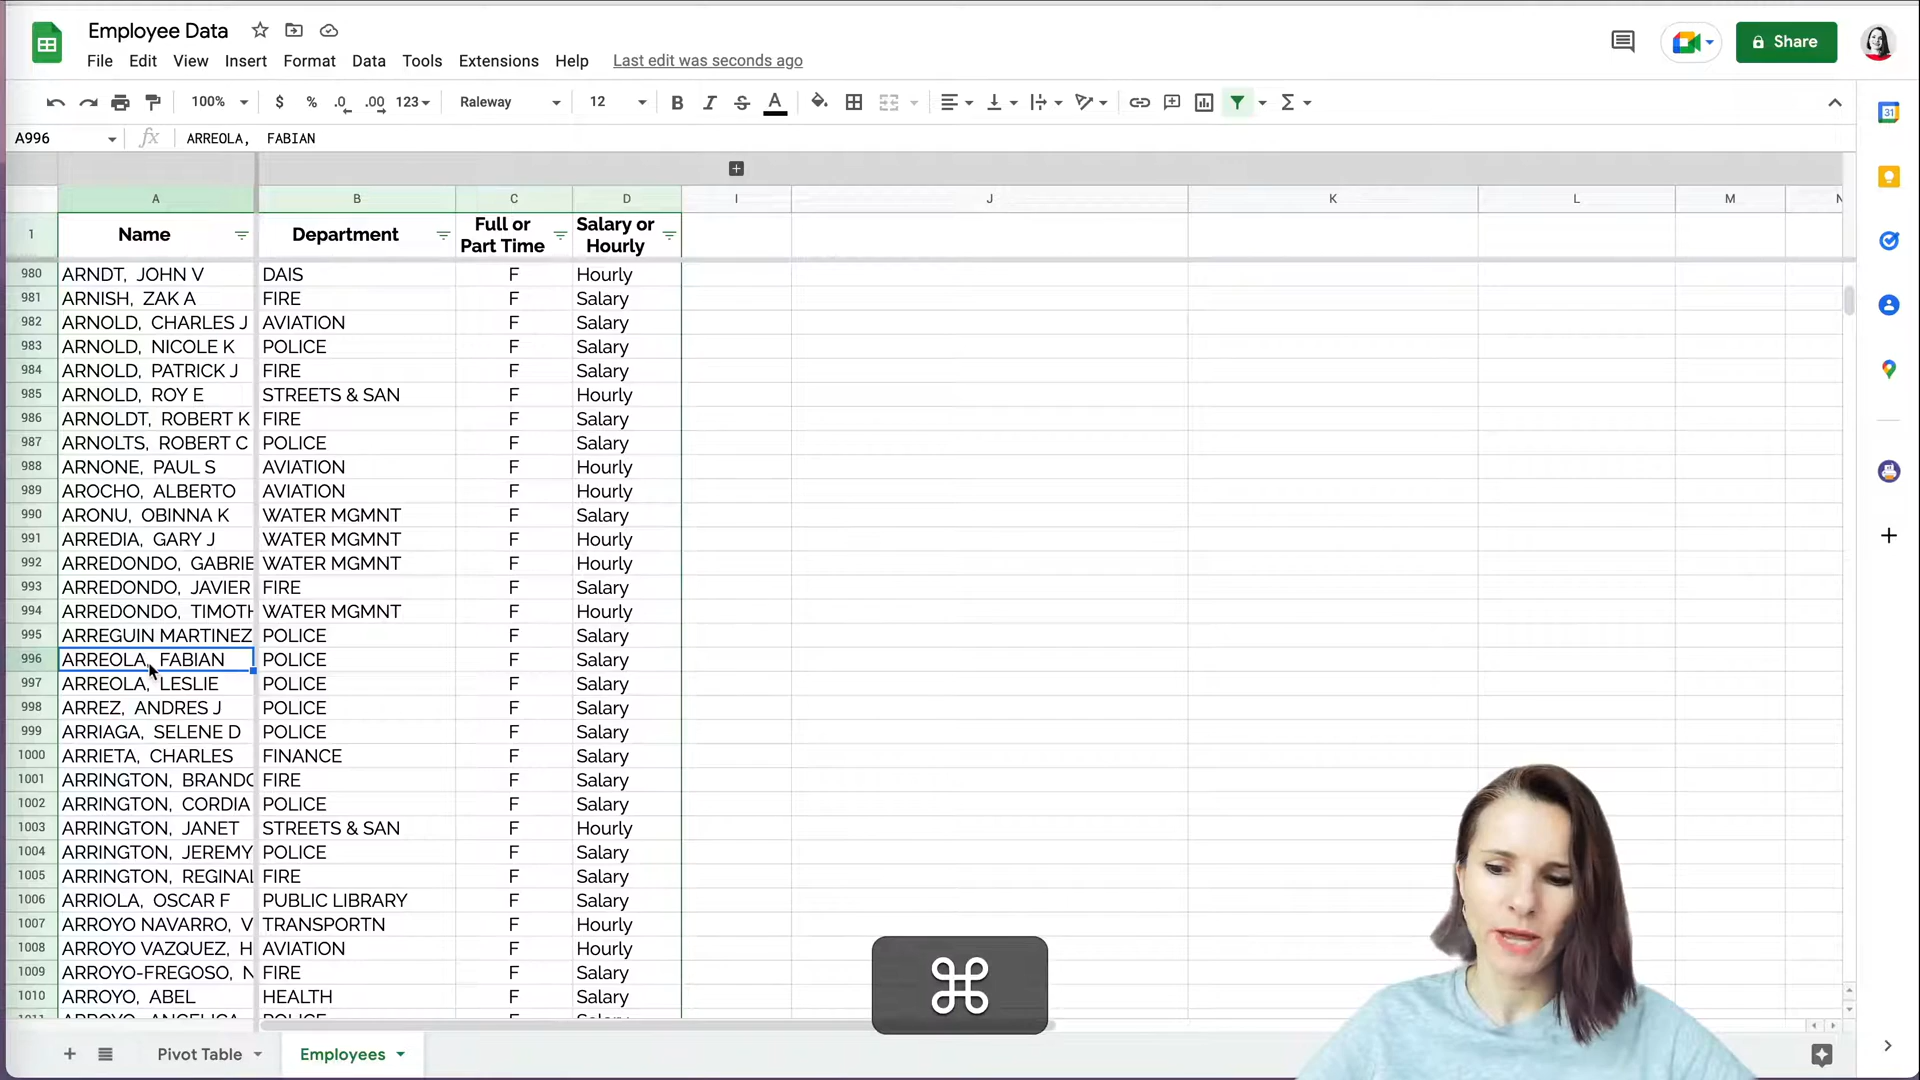 Employee Data
File Edit View Insert Format Data Tools Extensions Help Last edit was seconds ago
Share
100% $ % .0 .00 123 Raleway 12 B I S A Σ
31
A996 fx ARREOLA, FABIAN
A B C D I J K L M N
1 Name Department Full or Part Time Salary or Hourly
980 ARNDT, JOHN V DAIS F Hourly
981 ARNISH, ZAK A FIRE F Salary
982 ARNOLD, CHARLES J AVIATION F Salary
983 ARNOLD, NICOLE K POLICE F Salary
984 ARNOLD, PATRICK J FIRE F Salary
985 ARNOLD, ROY E STREETS & SAN F Hourly
986 ARNOLDT, ROBERT K FIRE F Salary
987 ARNOLTS, ROBERT C POLICE F Salary
988 ARNONE, PAUL S AVIATION F Hourly
989 AROCHO, ALBERTO AVIATION F Hourly
990 ARONU, OBINNA K WATER MGMNT F Salary
991 ARREDIA, GARY J WATER MGMNT F Hourly
992 ARREDONDO, GABRIE WATER MGMNT F Hourly
993 ARREDONDO, JAVIER FIRE F Salary
994 ARREDONDO, TIMOTH WATER MGMNT F Hourly
995 ARREGUIN MARTINEZ POLICE F Salary
996 ARREOLA, FABIAN POLICE F Salary
997 ARREOLA, LESLIE POLICE F Salary
998 ARREZ, ANDRES J POLICE F Salary
999 ARRIAGA, SELENE D POLICE F Salary
1000 ARRIETA, CHARLES FINANCE F Salary
1001 ARRINGTON, BRANDO FIRE F Salary
1002 ARRINGTON, CORDIA POLICE F Salary
1003 ARRINGTON, JANET STREETS & SAN F Hourly
1004 ARRINGTON, JEREMY POLICE F Salary
1005 ARRINGTON, REGINAL FIRE F Salary
1006 ARRIOLA, OSCAR F PUBLIC LIBRARY F Salary
1007 ARROYO NAVARRO, V TRANSPORTN F Hourly
1008 ARROYO VAZQUEZ, H AVIATION F Hourly
1009 ARROYO-FREGOSO, N FIRE F Salary
1010 ARROYO, ABEL HEALTH F Salary
⌘
Pivot Table Employees